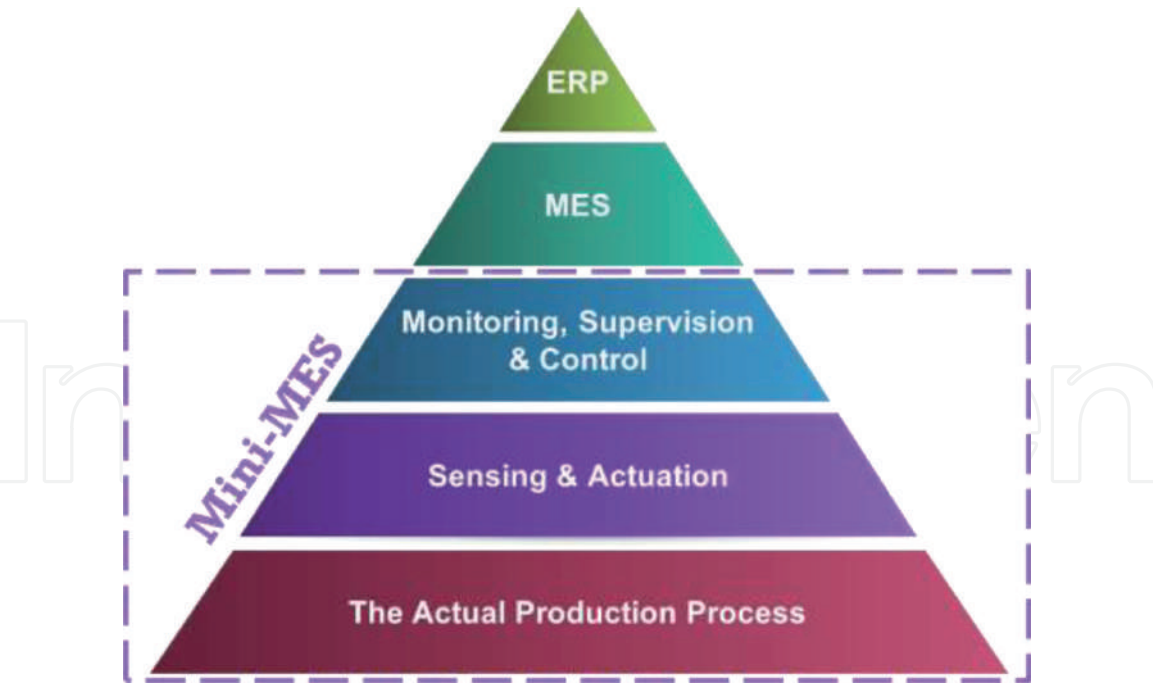 ERP
MES
Monitoring, Supervision
& Control
Mini-MES
Sensing & Actuation
The Actual Production Process